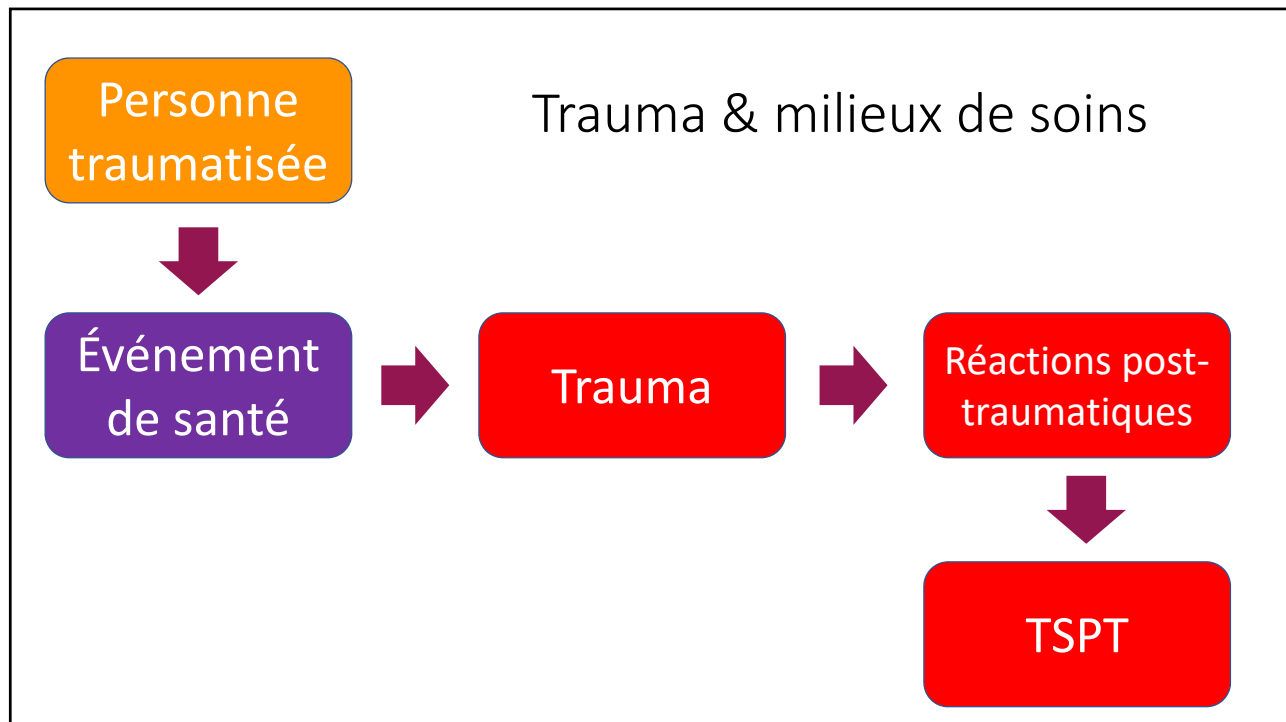 Personne
traumatisée
Trauma & milieux de soins
Événement
de santé
Trauma
Réactions post-
traumatiques
TSPT